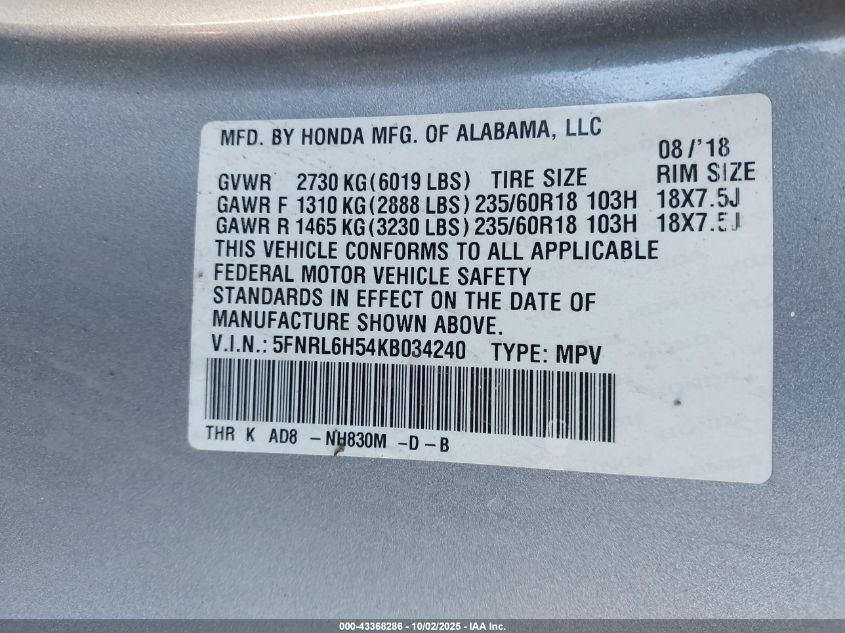 MFD. BY HONDA MFG. OF ALABAMA, LLC
08/'18
GVWR 2730 KG(6019 LBS) TIRE SIZE RIM SIZE
GAWR F 1310 KG(2888 LBS) 235/60R18 103H 18X7.5J
GAWR R 1465 KG(3230 LBS) 235/60R18 103H 18X7.5J
THIS VEHICLE CONFORMS TO ALL APPLICABLE
FEDERAL MOTOR VEHICLE SAFETY
STANDARDS IN EFFECT ON THE DATE OF
MANUFACTURE SHOWN ABOVE.
V.I.N.: 5FNRL6H54KB034240 TYPE: MPV
THR K AD8 -NH830M -D-B
000-43368286 - 10/02/2025 - IAA Inc.